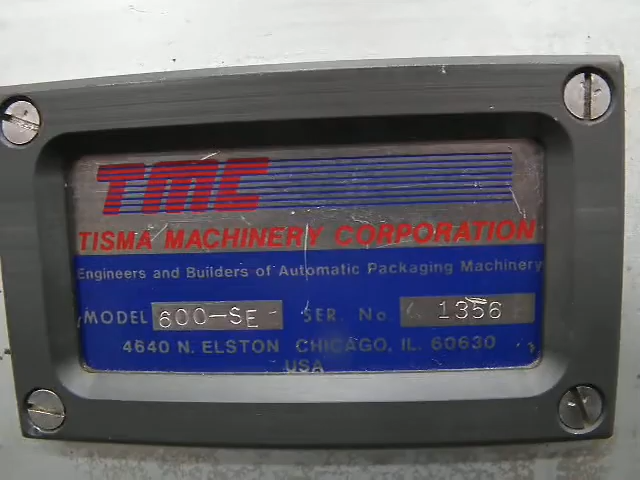 TMC
TISMA MACHINERY CORPORATION
Engineers and Builders of Automatic Packaging Machinery
MODEL 600-SE SER. No. 1356
4640 N. ELSTON CHICAGO, IL. 60630
USA